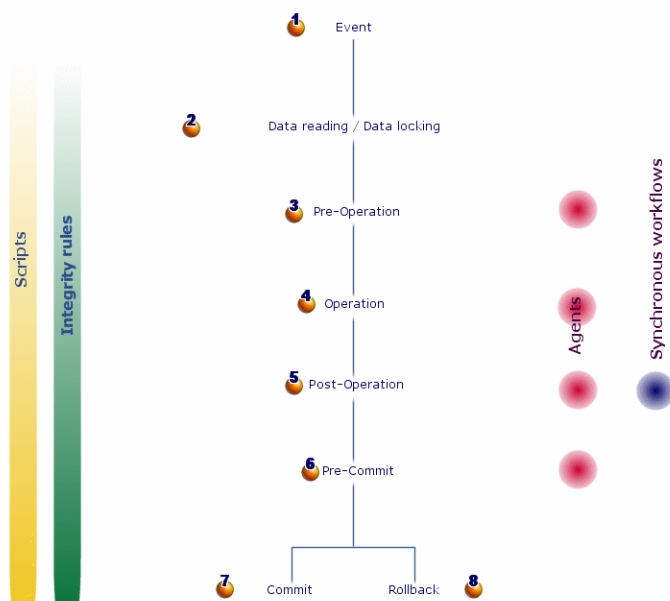 1 Event
2 Data reading / Data locking
3 Pre-Operation
4 Operation
5 Post-Operation
6 Pre-Commit
7 Commit
Rollback 8
Scripts
Integrity rules
Agents
Synchronous workflows